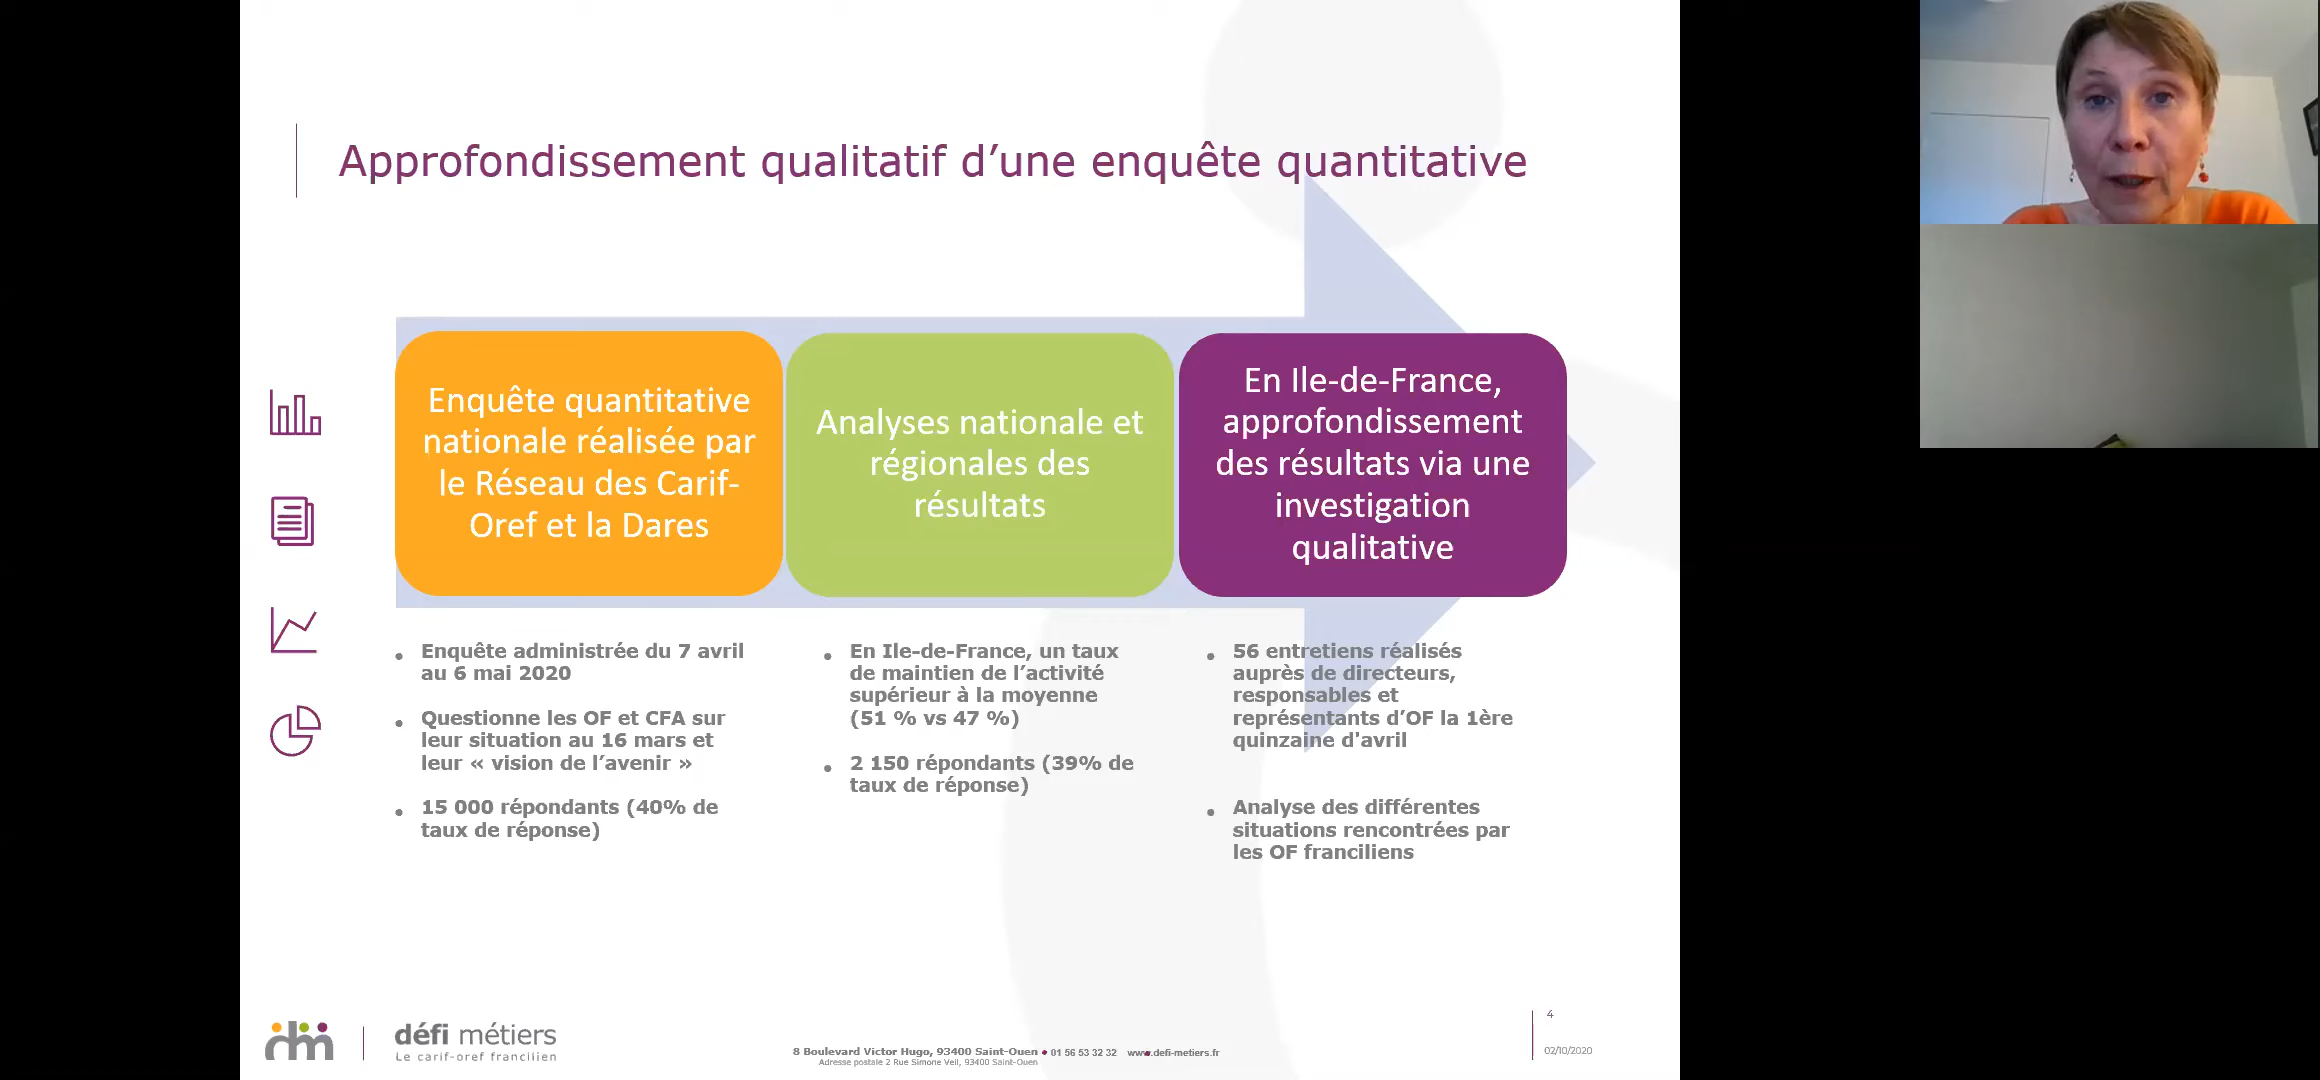 Approfondissement qualitatif d’une enquête quantitative
Enquête quantitative
nationale réalisée par
le Réseau des Carif-
Oref et la Dares
Analyses nationale et
régionales des
résultats
En Ile-de-France,
approfondissement
des résultats via une
investigation
qualitative
• Enquête administrée du 7 avril
au 6 mai 2020
• Questionne les OF et CFA sur
leur situation au 16 mars et
leur « vision de l’avenir »
• 15 000 répondants (40% de
taux de réponse)
• En Ile-de-France, un taux
de maintien de l’activité
supérieur à la moyenne
(51 % vs 47 %)
• 2 150 répondants (39% de
taux de réponse)
• 56 entretiens réalisés
auprès de directeurs,
responsables et
représentants d’OF la 1ère
quinzaine d'avril
• Analyse des différentes
situations rencontrées par
les OF franciliens
dm
défi métiers
Le carif-oref francilien
8 Boulevard Victor Hugo, 93400 Saint-Ouen • 01 56 53 32 32 www.defi-metiers.fr
Adresse postale 2 Rue Simone Veil, 93400 Saint-Ouen
4
02/10/2020